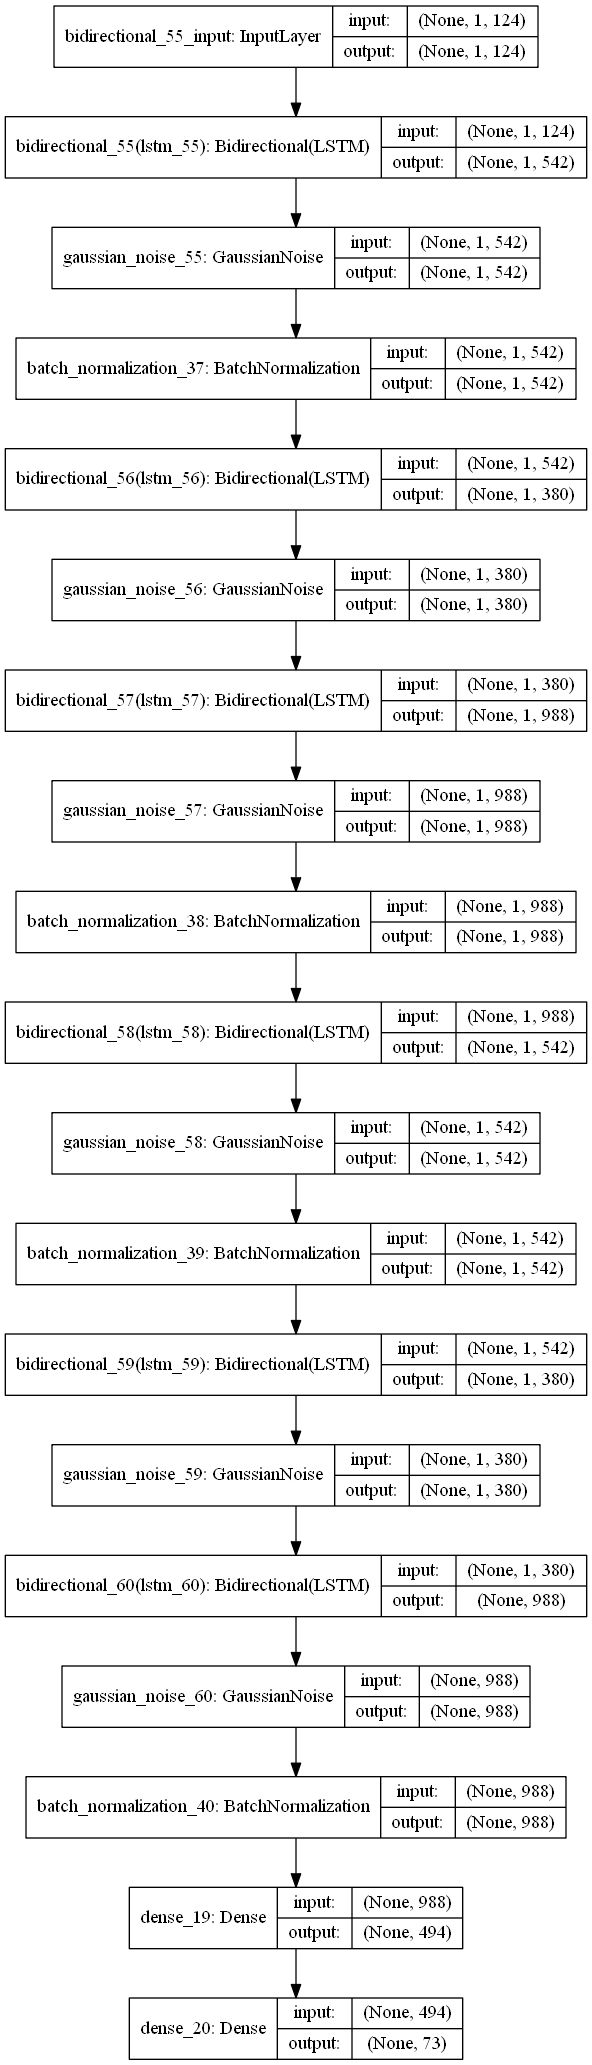 bidirectional_55_input: InputLayer
input: (None, 1, 124)
output: (None, 1, 124)
bidirectional_55(lstm_55): Bidirectional(LSTM)
input: (None, 1, 124)
output: (None, 1, 542)
gaussian_noise_55: GaussianNoise
input: (None, 1, 542)
output: (None, 1, 542)
batch_normalization_37: BatchNormalization
input: (None, 1, 542)
output: (None, 1, 542)
bidirectional_56(lstm_56): Bidirectional(LSTM)
input: (None, 1, 542)
output: (None, 1, 380)
gaussian_noise_56: GaussianNoise
input: (None, 1, 380)
output: (None, 1, 380)
bidirectional_57(lstm_57): Bidirectional(LSTM)
input: (None, 1, 380)
output: (None, 1, 988)
gaussian_noise_57: GaussianNoise
input: (None, 1, 988)
output: (None, 1, 988)
batch_normalization_38: BatchNormalization
input: (None, 1, 988)
output: (None, 1, 988)
bidirectional_58(lstm_58): Bidirectional(LSTM)
input: (None, 1, 988)
output: (None, 1, 542)
gaussian_noise_58: GaussianNoise
input: (None, 1, 542)
output: (None, 1, 542)
batch_normalization_39: BatchNormalization
input: (None, 1, 542)
output: (None, 1, 542)
bidirectional_59(lstm_59): Bidirectional(LSTM)
input: (None, 1, 542)
output: (None, 1, 380)
gaussian_noise_59: GaussianNoise
input: (None, 1, 380)
output: (None, 1, 380)
bidirectional_60(lstm_60): Bidirectional(LSTM)
input: (None, 1, 380)
output: (None, 988)
gaussian_noise_60: GaussianNoise
input: (None, 988)
output: (None, 988)
batch_normalization_40: BatchNormalization
input: (None, 988)
output: (None, 988)
dense_19: Dense
input: (None, 988)
output: (None, 494)
dense_20: Dense
input: (None, 494)
output: (None, 73)